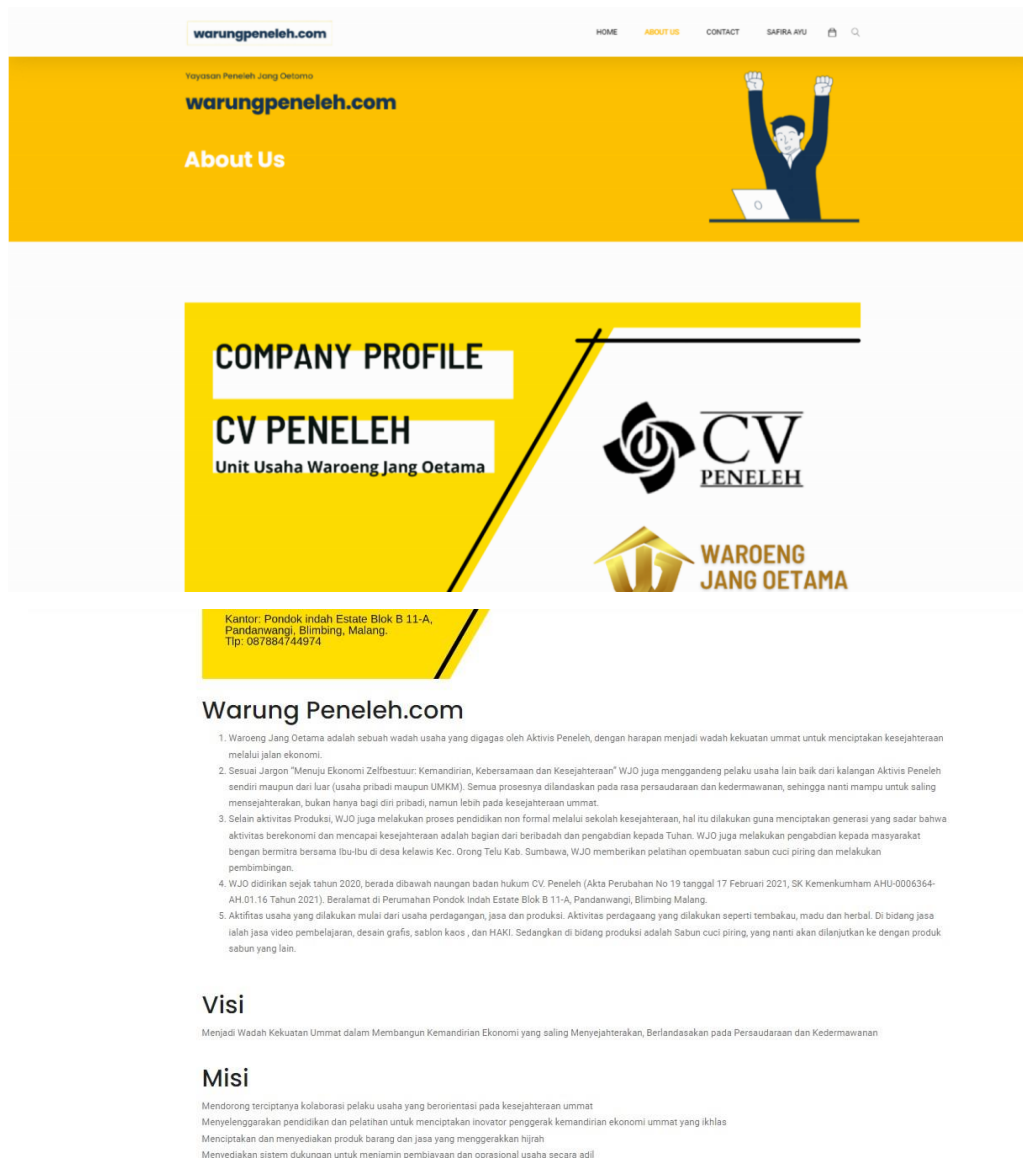 warungpeneleh.com
HOME ABOUT US CONTACT SAFIRA AYU
Yayasan Peneleh Jang Oetomo
warungpeneleh.com
About Us
COMPANY PROFILE
CV PENELEH
Unit Usaha Waroeng Jang Oetama
CV
PENELEH
WAROENG
JANG OETAMA
Kantor: Pondok indah Estate Blok B 11-A,
Pandanwangi, Blimbing, Malang.
Tlp: 087884744974
Warung Peneleh.com
1. Waroeng Jang Oetama adalah sebuah wadah usaha yang digagas oleh Aktivis Peneleh, dengan harapan menjadi wadah kekuatan ummat untuk menciptakan kesejahteraan
melalui jalan ekonomi.
2. Sesuai Jargon "Menuju Ekonomi Zelfbestuur: Kemandirian, Kebersamaan dan Kesejahteraan" WJO juga menggandeng pelaku usaha lain baik dari kalangan Aktivis Peneleh
sendiri maupun dari luar (usaha pribadi maupun UMKM). Semua prosesnya dilandaskan pada rasa persaudaraan dan kedermawanan, sehingga nanti mampu untuk saling
mensejahterakan, bukan hanya bagi diri pribadi, namun lebih pada kesejahteraan ummat.
3. Selain aktivitas Produksi, WJO juga melakukan proses pendidikan non formal melalui sekolah kesejahteraan, hal itu dilakukan guna menciptakan generasi yang sadar bahwa
aktivitas berekonomi dan mencapai kesejahteraan adalah bagian dari beribadah dan pengabdian kepada Tuhan. WJO juga melakukan pengabdian kepada masyarakat
bengan bermitra bersama Ibu-Ibu di desa kelawis Kec. Orong Telu Kab. Sumbawa, WJO memberikan pelatihan opembuatan sabun cuci piring dan melakukan
pembimbingan.
4. WJO didirikan sejak tahun 2020, berada dibawah naungan badan hukum CV. Peneleh (Akta Perubahan No 19 tanggal 17 Februari 2021, SK Kemenkumham AHU-0006364-
AH.01.16 Tahun 2021). Beralamat di Perumahan Pondok Indah Estate Blok B 11-A, Pandanwangi, Blimbing Malang.
5. Aktifitas usaha yang dilakukan mulai dari usaha perdagangan, jasa dan produksi. Aktivitas perdagaang yang dilakukan seperti tembakau, madu dan herbal. Di bidang jasa
ialah jasa video pembelajaran, desain grafis, sablon kaos , dan HAKI. Sedangkan di bidang produksi adalah Sabun cuci piring, yang nanti akan dilanjutkan ke dengan produk
sabun yang lain.
Visi
Menjadi Wadah Kekuatan Ummat dalam Membangun Kemandirian Ekonomi yang saling Menyejahterakan, Berlandasakan pada Persaudaraan dan Kedermawanan
Misi
Mendorong terciptanya kolaborasi pelaku usaha yang berorientasi pada kesejahteraan ummat
Menyelenggarakan pendidikan dan pelatihan untuk menciptakan inovator penggerak kemandirian ekonomi ummat yang ikhlas
Menciptakan dan menyediakan produk barang dan jasa yang menggerakkan hijrah
Menyediakan sistem dukungan untuk menjamin pembiayaan dan oprasional usaha secara adil